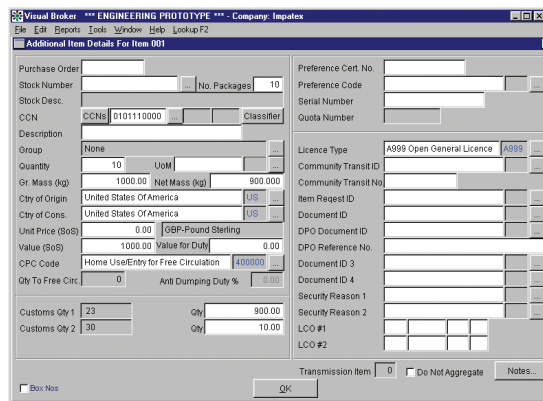 Visual Broker *** ENGINEERING PROTOTYPE *** - Company: Impatex
File Edit Reports Tools Window Help Lookup F2
Additional Item Details For Item 001
Purchase Order
Stock Number ... No. Packages 10
Stock Desc.
CCN CCNs 0101110000 ... Classifier
Description
Group None ...
Quantity 10 UoM ...
Gr. Mass (kg) 1000.00 Net Mass (kg) 900.000
Ctry of Origin United States Of America US ...
Ctry of Cons. United States Of America US ...
Unit Price (SoS) 0.00 GBP-Pound Sterling
Value (SoS) 1000.00 Value for Duty 0.00
CPC Code Home Use/Entry for Free Circulation 400000 ...
Qty To Free Circ. 0 Anti Dumping Duty % 0.00
Customs Qty 1 23 Qty 900.00
Customs Qty 2 30 Qty 10.00
Preference Cert. No.
Preference Code ...
Serial Number
Quota Number
Licence Type A999 Open General Licence A999 ...
Community Transit ID ...
Community Transit No
Item Reqest ID ...
Document ID ...
DPO Document ID ...
DPO Reference No.
Document ID 3 ...
Document ID 4 ...
Security Reason 1 ...
Security Reason 2 ...
LCO #1
LCO #2
Transmission Item 0 Do Not Aggregate Notes...
Box Nos OK